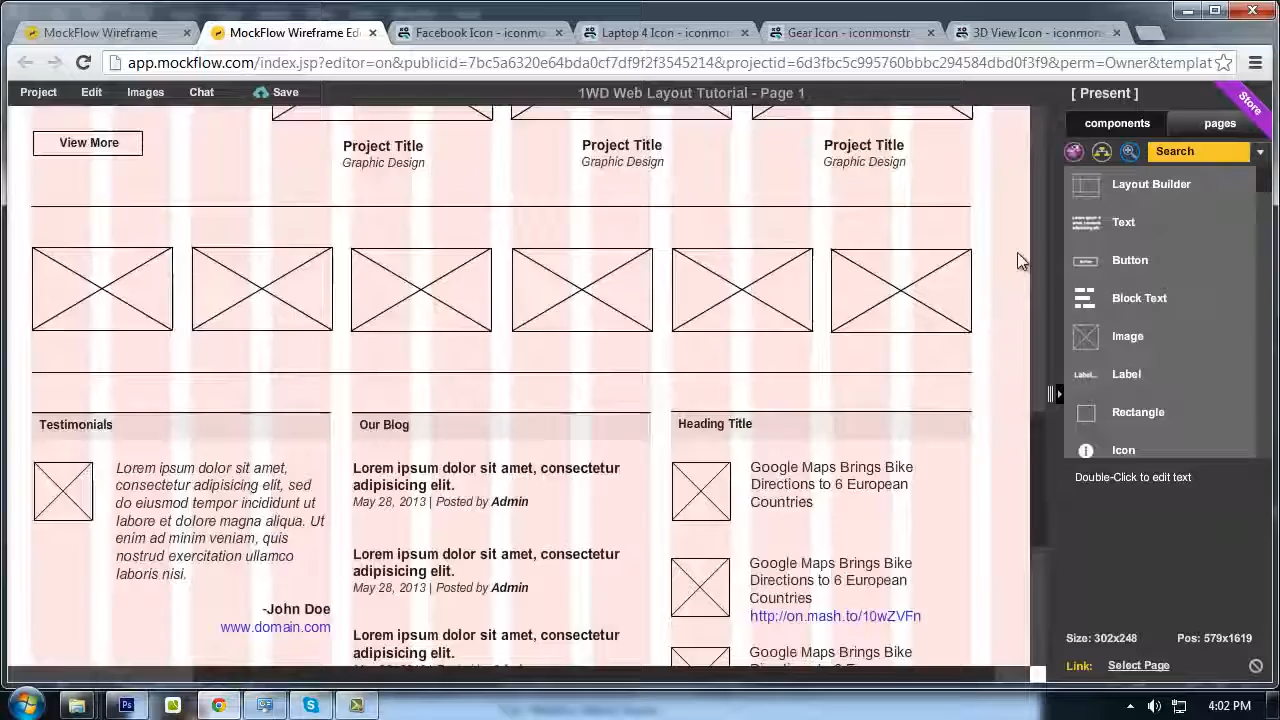 MockFlow Wireframe
MockFlow Wireframe Ed
Facebook Icon - iconmo
Laptop 4 Icon - iconmor
Gear Icon - iconmonstr
3D View Icon - iconmons
app.mockflow.com/index.jsp?editor=on&publicid=7bc5a6320e64bda0cf7df9f2f3545214&projectid=6d3fbc5c995760bbbc294584dbd0f3f9&perm=Owner&templat
Project Edit Images Chat Save
1WD Web Layout Tutorial - Page 1
[ Present ]
Store
components pages
Search
Layout Builder
Text
Button
Block Text
Image
Label
Rectangle
Icon
Double-Click to edit text
Size: 302x248 Pos: 579x1619
Link: Select Page
View More
Project Title
Graphic Design
Project Title
Graphic Design
Project Title
Graphic Design
Testimonials
Lorem ipsum dolor sit amet,
consectetur adipisicing elit, sed
do eiusmod tempor incididunt ut
labore et dolore magna aliqua. Ut
enim ad minim veniam, quis
nostrud exercitation ullamco
laboris nisi.
-John Doe
www.domain.com
Our Blog
Lorem ipsum dolor sit amet, consectetur
adipisicing elit.
May 28, 2013 | Posted by Admin
Lorem ipsum dolor sit amet, consectetur
adipisicing elit.
May 28, 2013 | Posted by Admin
Lorem ipsum dolor sit amet, consectetur
adipisicing elit.
Heading Title
Google Maps Brings Bike
Directions to 6 European
Countries
Google Maps Brings Bike
Directions to 6 European
Countries
http://on.mash.to/10wZVFn
Google Maps Brings Bike
Directions to 6 European
Ps
4:02 PM